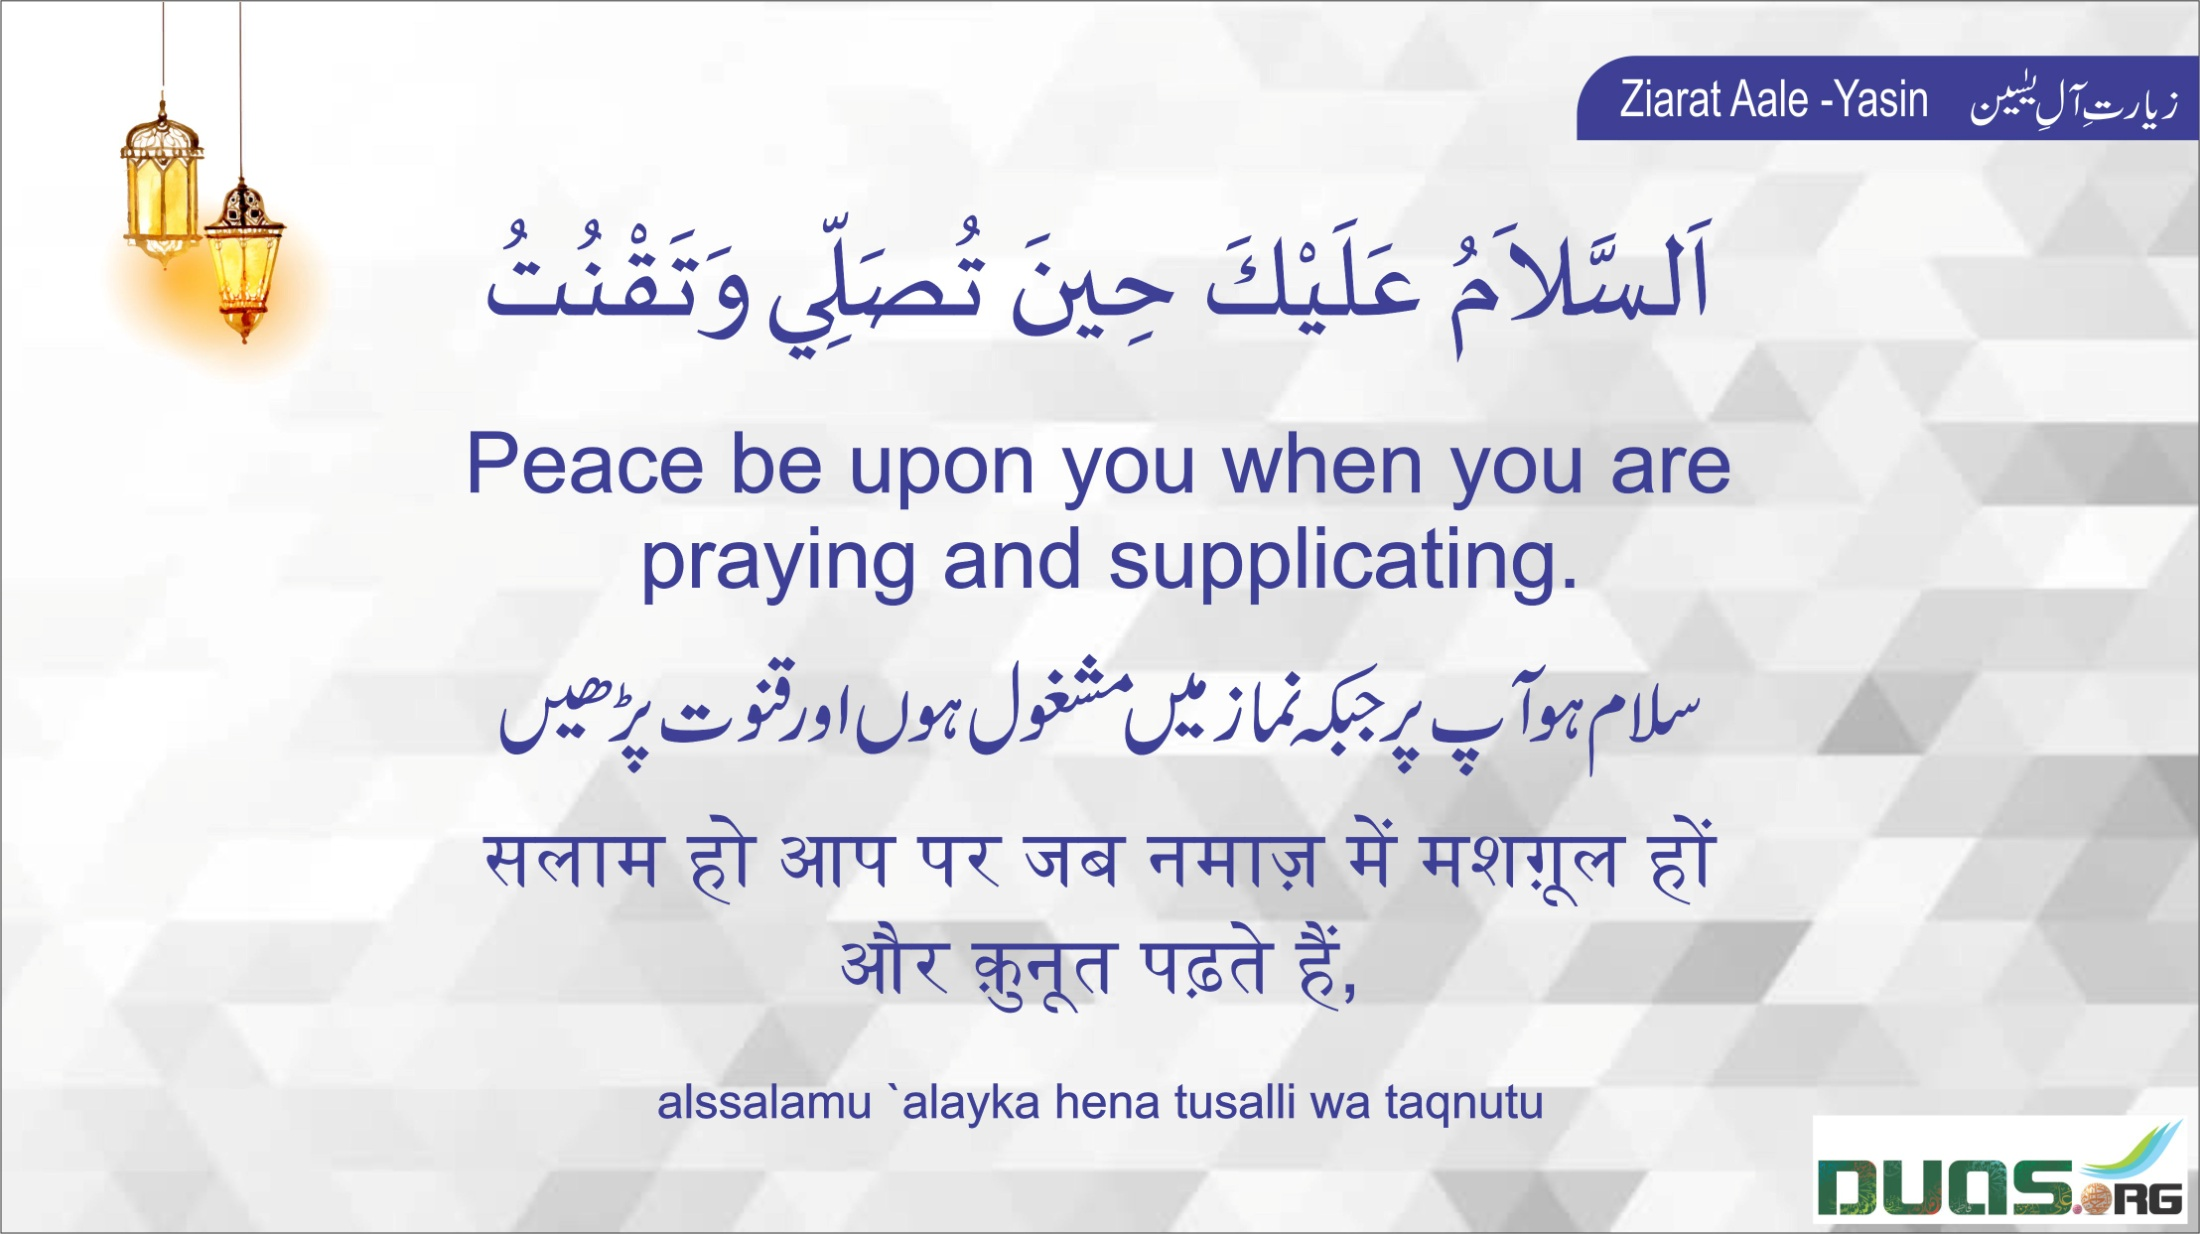 Ziarat Aale -Yasin زیارتِ آلِ یٰسین
اَلسَّلاَمُ عَلَيْكَ حِينَ تُصَلِّي وَتَقْنُتُ
Peace be upon you when you are
praying and supplicating.
سلام ہو آپ پر جبکہ نماز میں مشغول ہوں اور قنوت پڑھیں
सलाम हो आप पर जब नमाज़ में मशग़ूल हों
और क़ुनूत पढ़ते हैं,
alssalamu `alayka hena tusalli wa taqnutu
DUAS.ORG